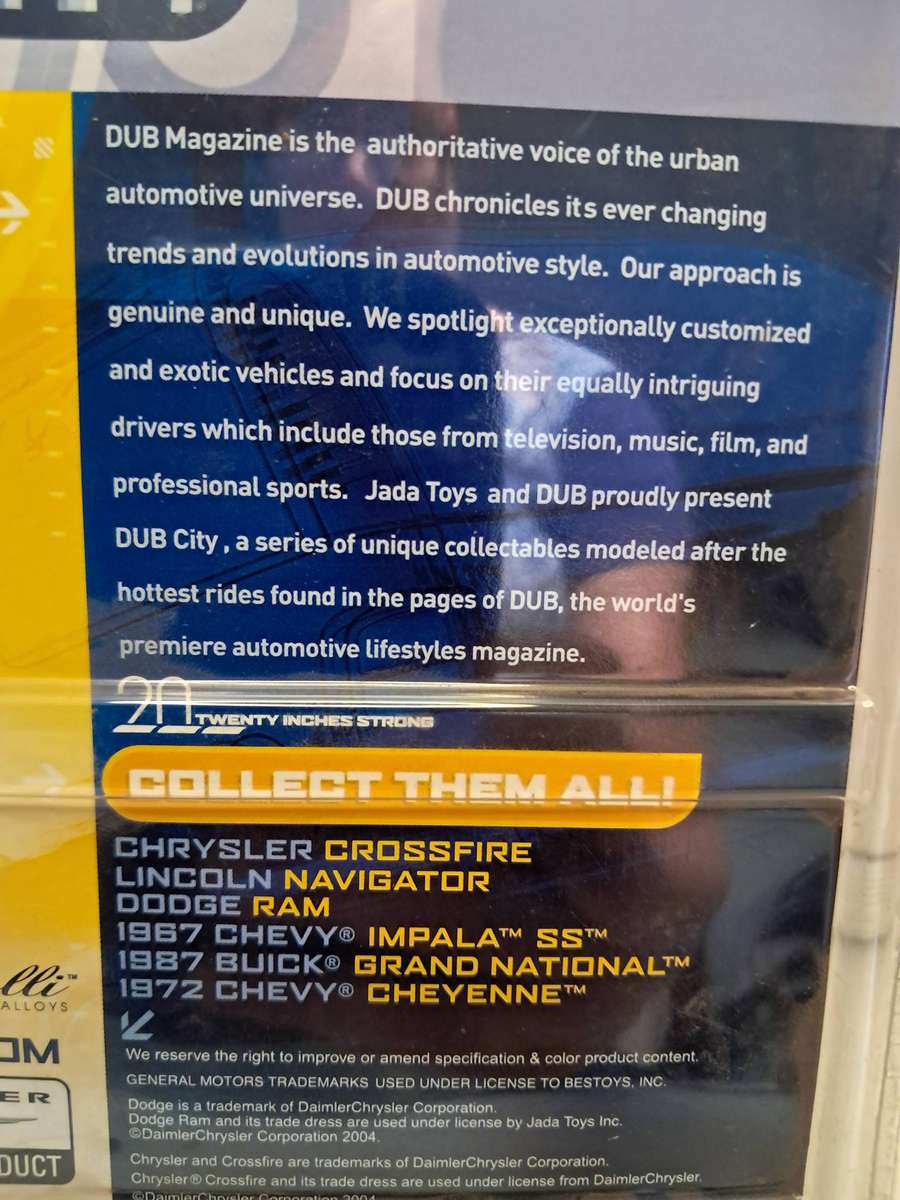 DUB Magazine is the authoritative voice of the urban
automotive universe. DUB chronicles its ever changing
trends and evolutions in automotive style. Our approach is
genuine and unique. We spotlight exceptionally customized
and exotic vehicles and focus on their equally intriguing
drivers which include those from television, music, film, and
professional sports. Jada Toys and DUB proudly present
DUB City, a series of unique collectables modeled after the
hottest rides found in the pages of DUB, the world's
premiere automotive lifestyles magazine.
20 TWENTY INCHES STRONG
COLLECT THEM ALL!
CHRYSLER CROSSFIRE
LINCOLN NAVIGATOR
DODGE RAM
1967 CHEVY® IMPALA™ SS™
1987 BUICK® GRAND NATIONAL™
1972 CHEVY® CHEYENNE™
lli™
ALLOYS
OM
ER
DUCT
We reserve the right to improve or amend specification & color product content.
GENERAL MOTORS TRADEMARKS USED UNDER LICENSE TO BESTOYS, INC.
Dodge is a trademark of DaimlerChrysler Corporation.
Dodge Ram and its trade dress are used under license by Jada Toys Inc.
©DaimlerChrysler Corporation 2004.
Chrysler and Crossfire are trademarks of DaimlerChrysler Corporation.
Chrysler® Crossfire and its trade dress are used under license from DaimlerChrysler.
©DaimlerChrysler Corporation 2004